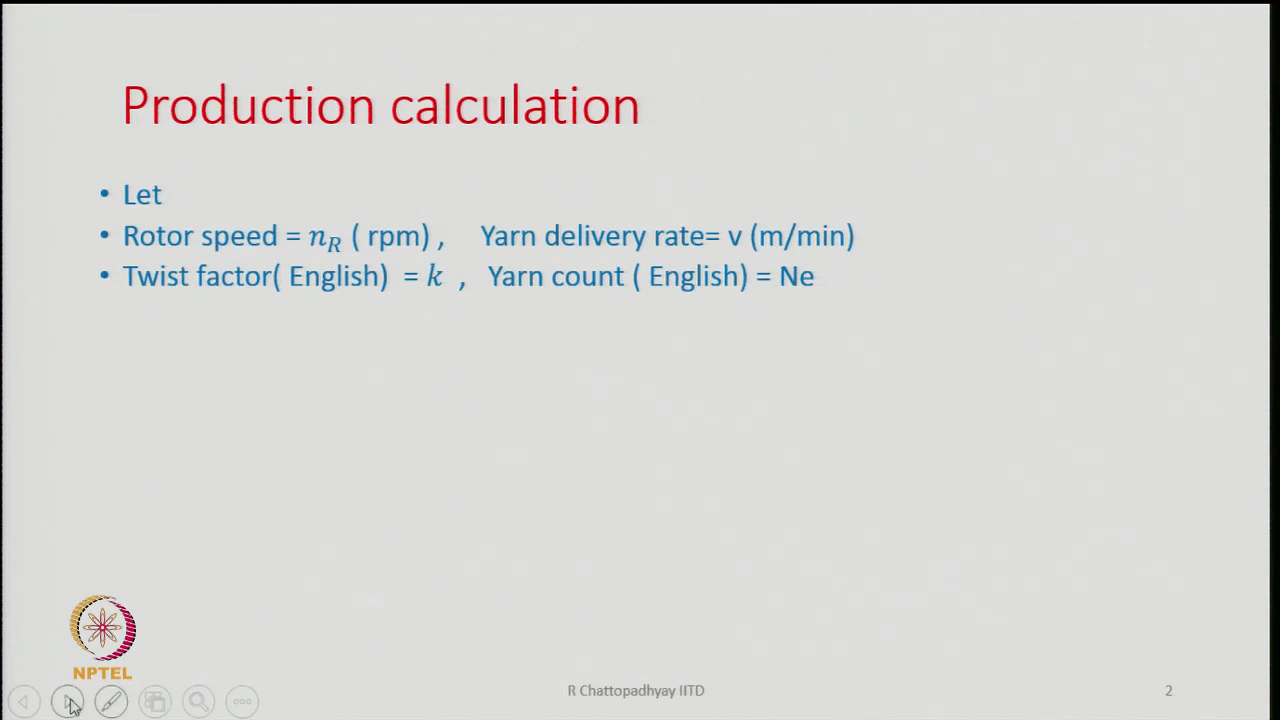 Production calculation
• Let
• Rotor speed = n_R ( rpm) , Yarn delivery rate= v (m/min)
• Twist factor( English) = k , Yarn count ( English) = Ne
NPTEL
R Chattopadhyay IITD
2